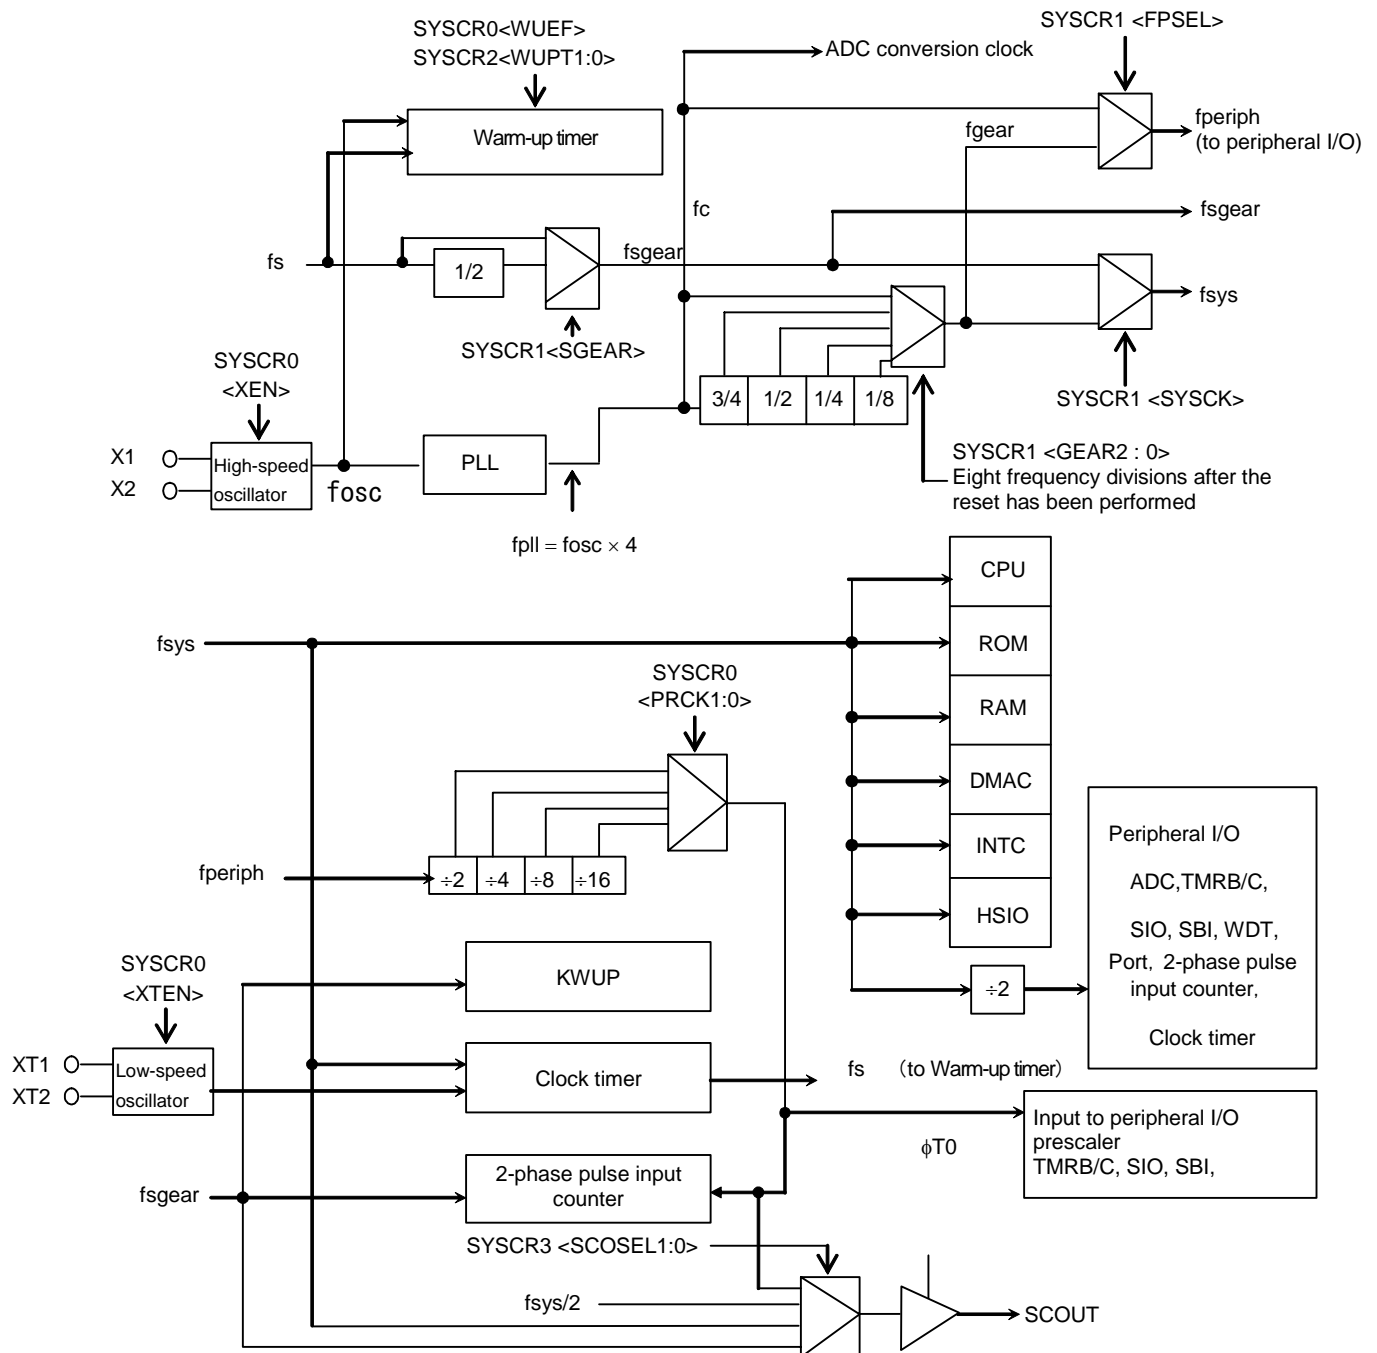 SYSCR0<WUEF>
SYSCR2<WUPT1:0>
SYSCR1 <FPSEL>
ADC conversion clock
Warm-up timer
fgear
fperiph
(to peripheral I/O)
fc
fsgear
fs
1/2
fsgear
fsys
SYSCR1<SGEAR>
SYSCR0
<XEN>
3/4
1/2
1/4
1/8
SYSCR1 <SYSCK>
X1
X2
High-speed
oscillator
fosc
PLL
SYSCR1 <GEAR2 : 0>
Eight frequency divisions after the
reset has been performed
fpll = fosc × 4
CPU
fsys
ROM
SYSCR0
<PRCK1:0>
RAM
DMAC
Peripheral I/O
ADC,TMRB/C,
SIO, SBI, WDT,
Port, 2-phase pulse
input counter,
Clock timer
INTC
fperiph
÷2
÷4
÷8
÷16
HSIO
SYSCR0
<XTEN>
KWUP
÷2
XT1
XT2
Low-speed
oscillator
Clock timer
fs (to Warm-up timer)
ϕT0
Input to peripheral I/O
prescaler
TMRB/C, SIO, SBI,
fsgear
2-phase pulse input
counter
SYSCR3 <SCOSEL1:0>
fsys/2
SCOUT